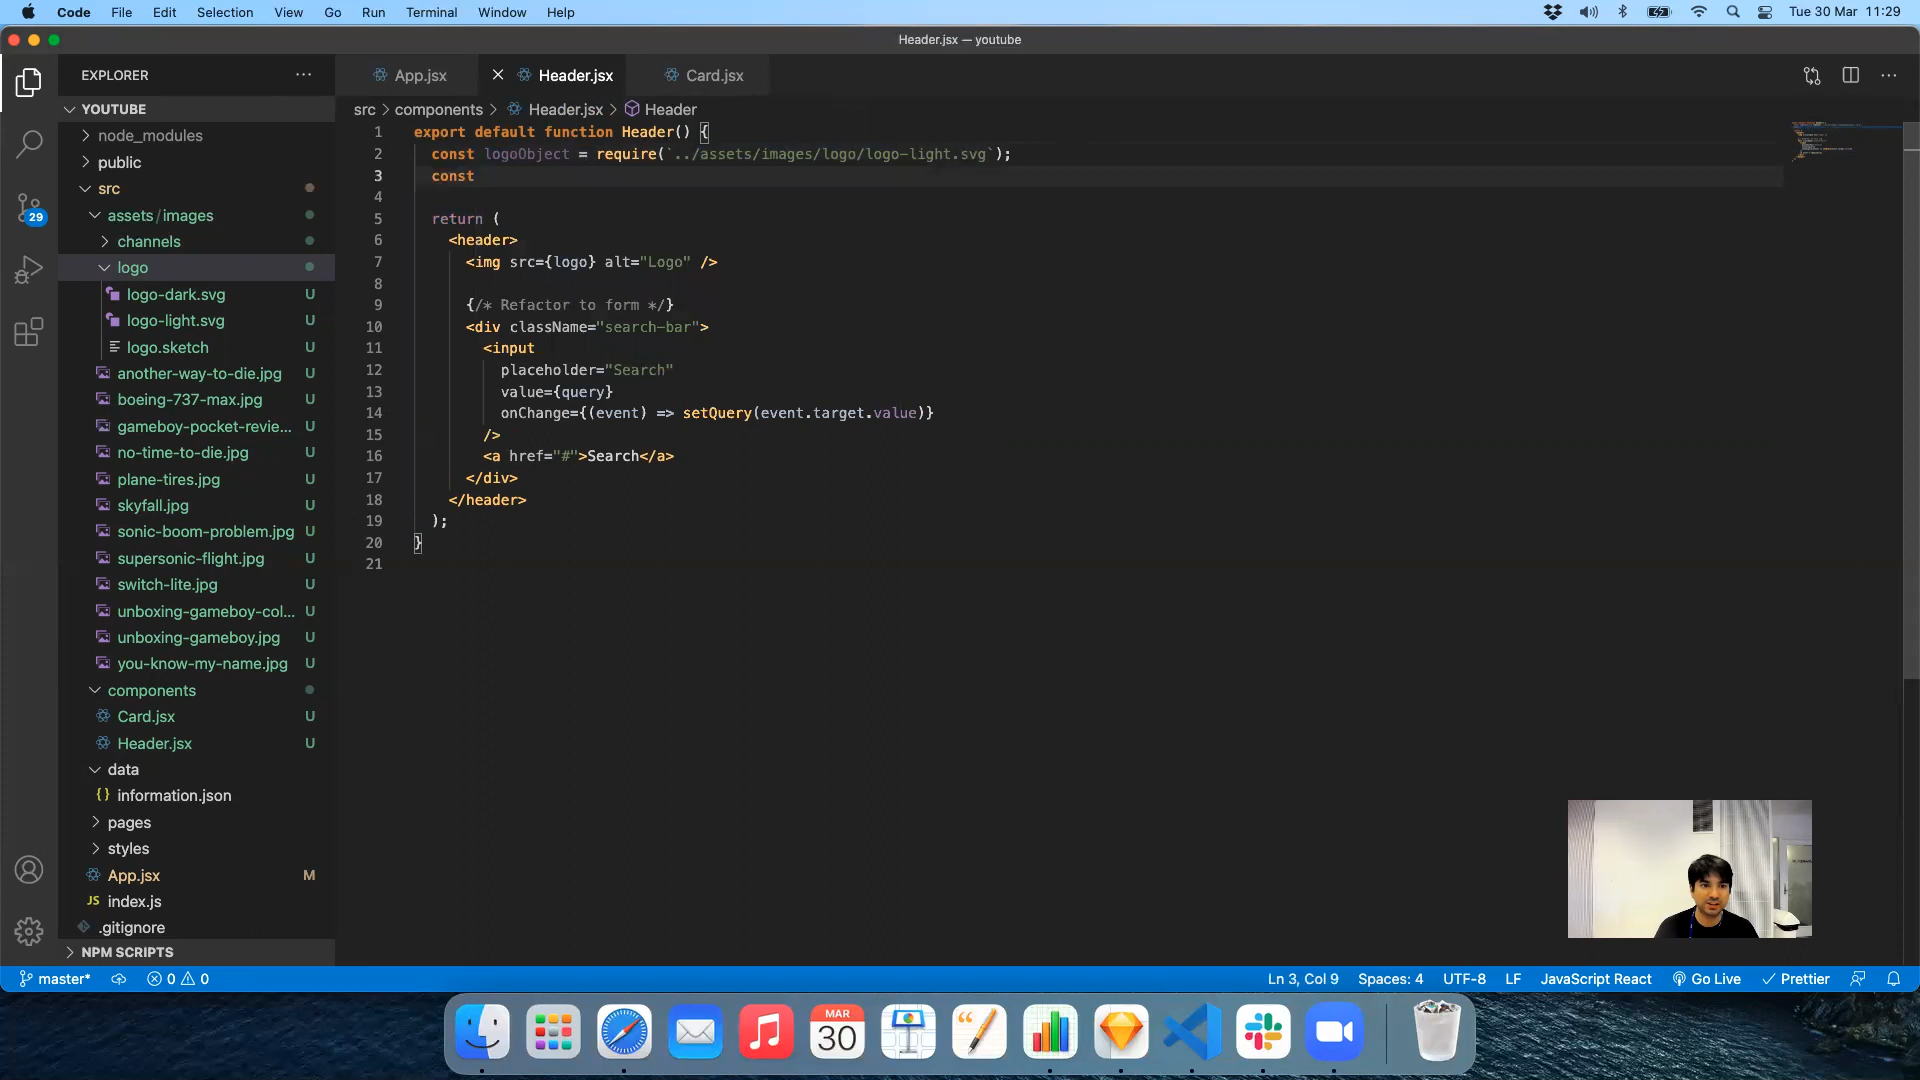 Code File Edit Selection View Go Run Terminal Window Help
Tue 30 Mar 11:29
Header.jsx — youtube
EXPLORER
YOUTUBE
node_modules
public
src
assets/images
channels
logo
logo-dark.svg U
logo-light.svg U
logo.sketch U
another-way-to-die.jpg U
boeing-737-max.jpg U
gameboy-pocket-revie... U
no-time-to-die.jpg U
plane-tires.jpg U
skyfall.jpg U
sonic-boom-problem.jpg U
supersonic-flight.jpg U
switch-lite.jpg U
unboxing-gameboy-col... U
unboxing-gameboy.jpg U
you-know-my-name.jpg U
components
Card.jsx U
Header.jsx U
data
{} information.json
pages
styles
App.jsx M
JS index.js
.gitignore
NPM SCRIPTS
29
App.jsx Header.jsx Card.jsx
src > components > Header.jsx > Header
1 export default function Header() {
2 const logoObject = require(`../assets/images/logo/logo-light.svg`);
3 const
4
5 return (
6 <header>
7 <img src={logo} alt="Logo" />
8
9 {/* Refactor to form */}
10 <div className="search-bar">
11 <input
12 placeholder="Search"
13 value={query}
14 onChange={(event) => setQuery(event.target.value)}
15 />
16 <a href="#">Search</a>
17 </div>
18 </header>
19 );
20 }
21
master* 0 0
Ln 3, Col 9 Spaces: 4 UTF-8 LF JavaScript React Go Live Prettier
MAR
30